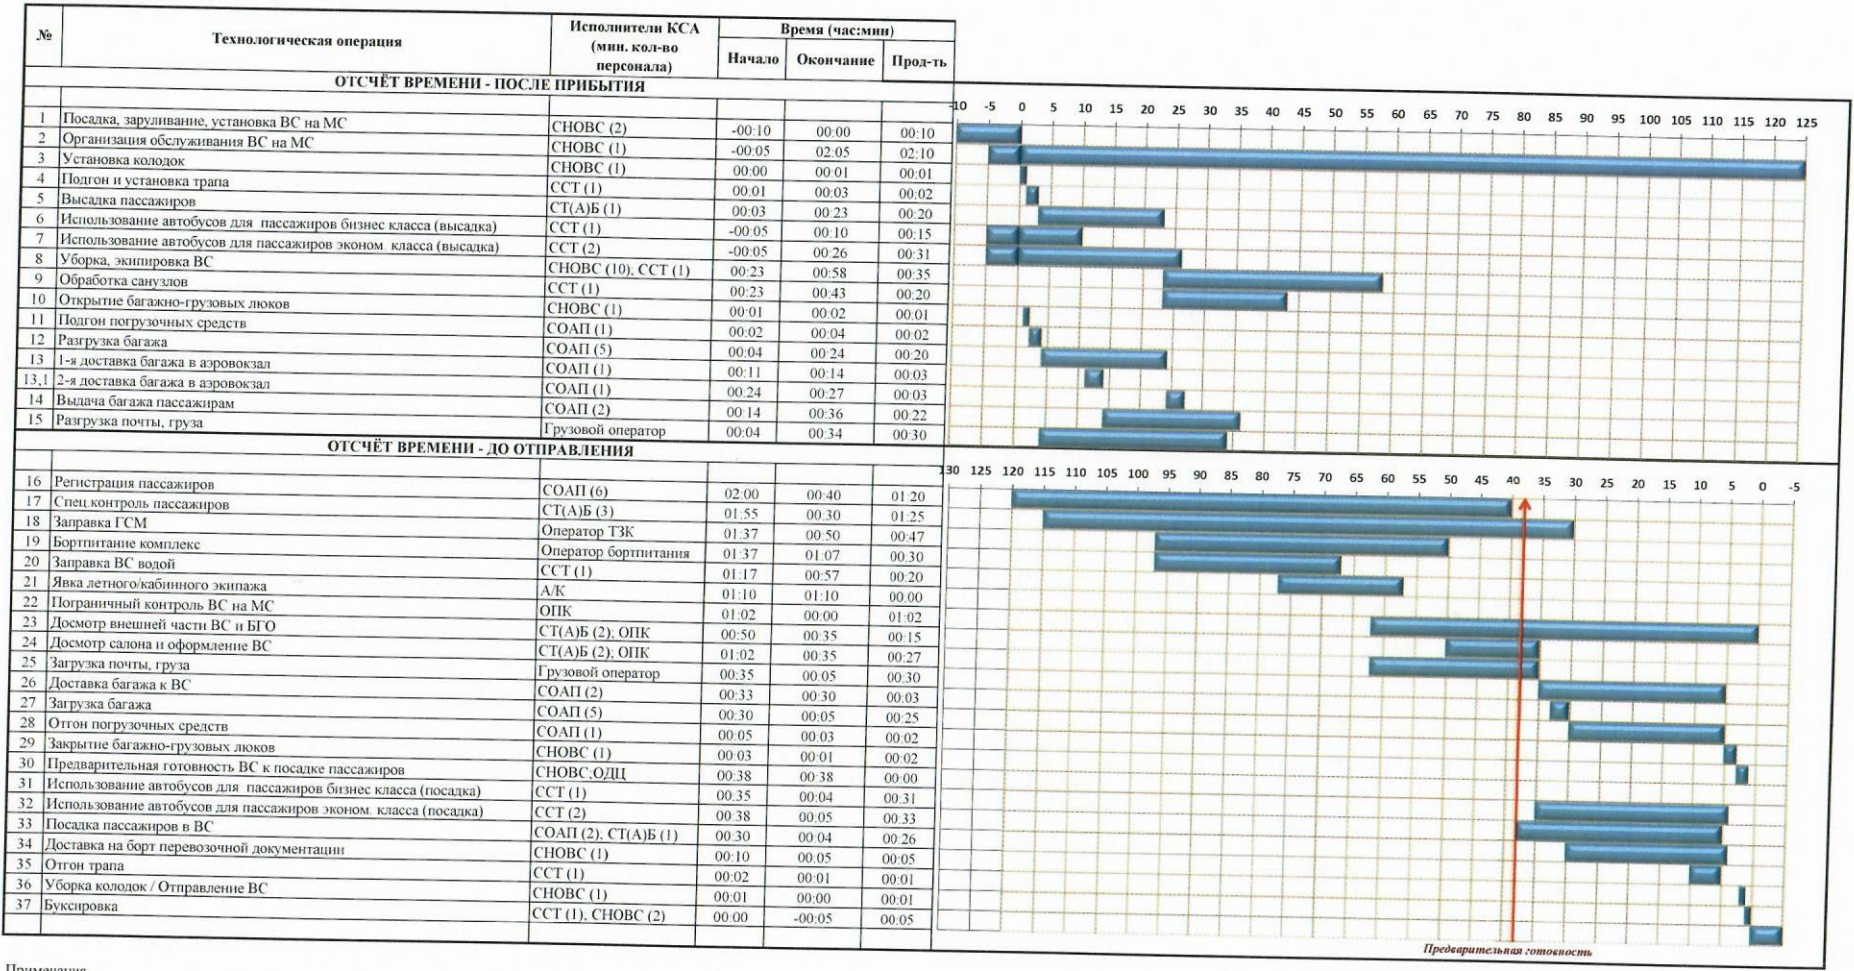 № Технологическая операция Исполнители КСА (мин. кол-во персонала) Время (час:мин)
Начало Окончание Прод-ть
ОТСЧЁТ ВРЕМЕНИ - ПОСЛЕ ПРИБЫТИЯ
-10 -5 0 5 10 15 20 25 30 35 40 45 50 55 60 65 70 75 80 85 90 95 100 105 110 115 120 125
1 Посадка, заруливание, установка ВС на МС СНОВС (2) -00:10 00:00 00:10
2 Организация обслуживания ВС на МС СНОВС (1) -00:05 02:05 02:10
3 Установка колодок СНОВС (1) 00:00 00:01 00:01
4 Подгон и установка трапа ССТ (1) 00:01 00:03 00:02
5 Высадка пассажиров СТ(А)Б (1) 00:03 00:23 00:20
6 Использование автобусов для пассажиров бизнес класса (высадка) ССТ (1) -00:05 00:10 00:15
7 Использование автобусов для пассажиров эконом. класса (высадка) ССТ (2) -00:05 00:26 00:31
8 Уборка, экипировка ВС СНОВС (10); ССТ (1) 00:23 00:58 00:35
9 Обработка санузлов ССТ (1) 00:23 00:43 00:20
10 Открытие багажно-грузовых люков СНОВС (1) 00:01 00:02 00:01
11 Подгон погрузочных средств СОАП (1) 00:02 00:04 00:02
12 Разгрузка багажа СОАП (5) 00:04 00:24 00:20
13 1-я доставка багажа в аэровокзал СОАП (1) 00:11 00:14 00:03
13,1 2-я доставка багажа в аэровокзал СОАП (1) 00:24 00:27 00:03
14 Выдача багажа пассажирам СОАП (2) 00:14 00:36 00:22
15 Разгрузка почты, груза Грузовой оператор 00:04 00:34 00:30
ОТСЧЁТ ВРЕМЕНИ - ДО ОТПРАВЛЕНИЯ
130 125 120 115 110 105 100 95 90 85 80 75 70 65 60 55 50 45 40 35 30 25 20 15 10 5 0 -5
16 Регистрация пассажиров СОАП (6) 02:00 00:40 01:20
17 Спец.контроль пассажиров СТ(А)Б (3) 01:55 00:30 01:25
18 Заправка ГСМ Оператор ТЗК 01:37 00:50 00:47
19 Бортпитание комплекс Оператор бортпитания 01:37 01:07 00:30
20 Заправка ВС водой ССТ (1) 01:17 00:57 00:20
21 Явка летного/кабинного экипажа А/К 01:10 01:10 00:00
22 Пограничный контроль ВС на МС ОПК 01:02 00:00 01:02
23 Досмотр внешней части ВС и БГО СТ(А)Б (2); ОПК 00:50 00:35 00:15
24 Досмотр салона и оформление ВС СТ(А)Б (2); ОПК 01:02 00:35 00:27
25 Загрузка почты, груза Грузовой оператор 00:35 00:05 00:30
26 Доставка багажа к ВС СОАП (2) 00:33 00:30 00:03
27 Загрузка багажа СОАП (5) 00:30 00:05 00:25
28 Отгон погрузочных средств СОАП (1) 00:05 00:03 00:02
29 Закрытие багажно-грузовых люков СНОВС (1) 00:03 00:01 00:02
30 Предварительная готовность ВС к посадке пассажиров СНОВС;ОДЦ 00:38 00:38 00:00
31 Использование автобусов для пассажиров бизнес класса (посадка) ССТ (1) 00:35 00:04 00:31
32 Использование автобусов для пассажиров эконом. класса (посадка) ССТ (2) 00:38 00:05 00:33
33 Посадка пассажиров в ВС СОАП (2), СТ(А)Б (1) 00:30 00:04 00:26
34 Доставка на борт перевозочной документации СНОВС (1) 00:10 00:05 00:05
35 Отгон трапа ССТ (1) 00:02 00:01 00:01
36 Уборка колодок / Отправление ВС СНОВС (1) 00:01 00:00 00:01
37 Буксировка ССТ (1), СНОВС (2) 00:00 -00:05 00:05
Предварительная готовность
Примечания